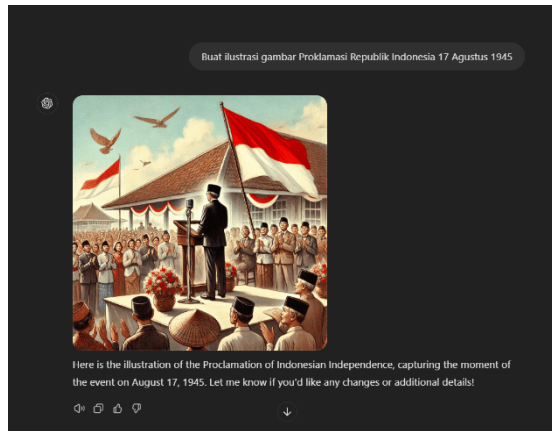 Buat ilustrasi gambar Proklamasi Republik Indonesia 17 Agustus 1945
Here is the illustration of the Proclamation of Indonesian Independence, capturing the moment of
the event on August 17, 1945. Let me know if you'd like any changes or additional details!